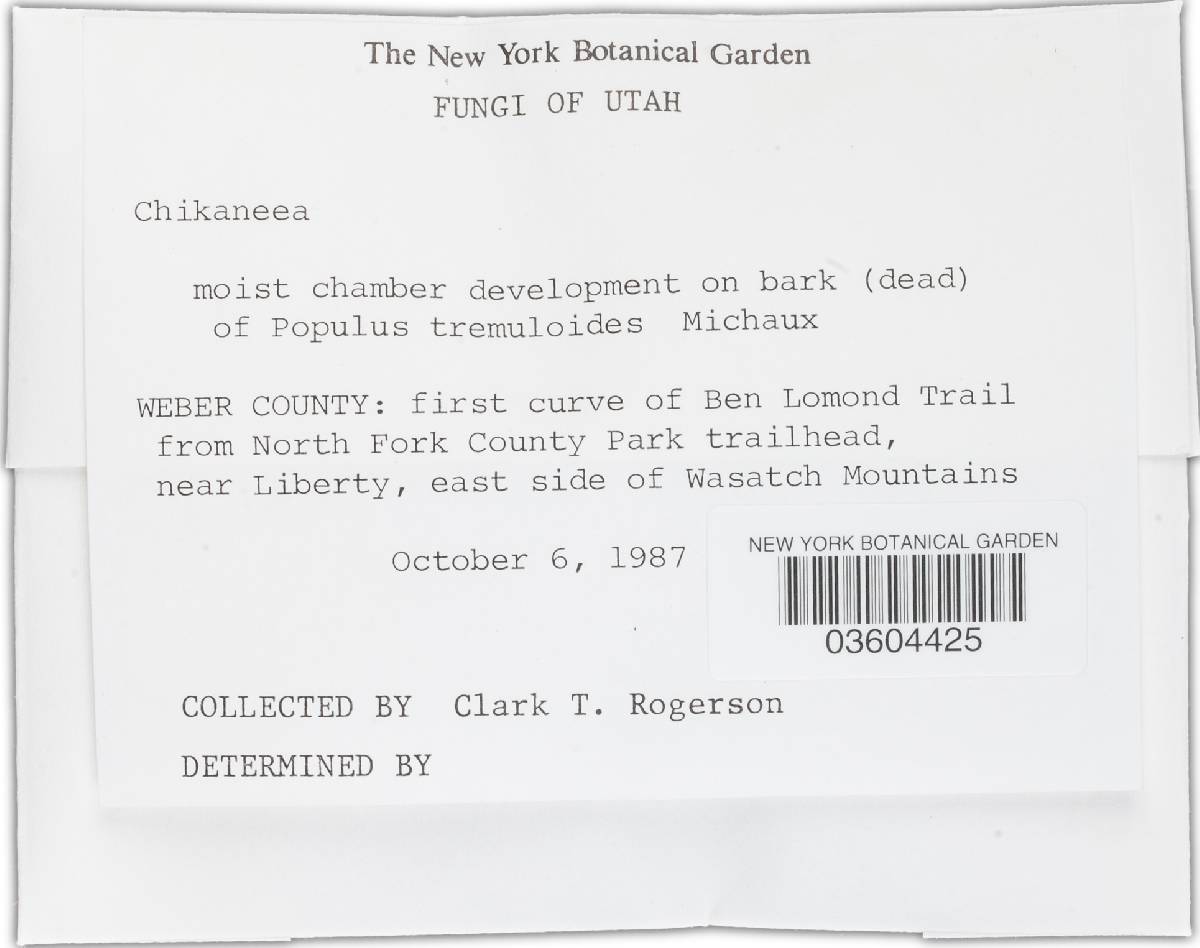 The New York Botanical Garden
FUNGI OF UTAH
Chikaneea
moist chamber development on bark (dead)
of Populus tremuloides Michaux
WEBER COUNTY: first curve of Ben Lomond Trail
from North Fork County Park trailhead,
near Liberty, east side of Wasatch Mountains
October 6, 1987
NEW YORK BOTANICAL GARDEN
03604425
COLLECTED BY Clark T. Rogerson
DETERMINED BY